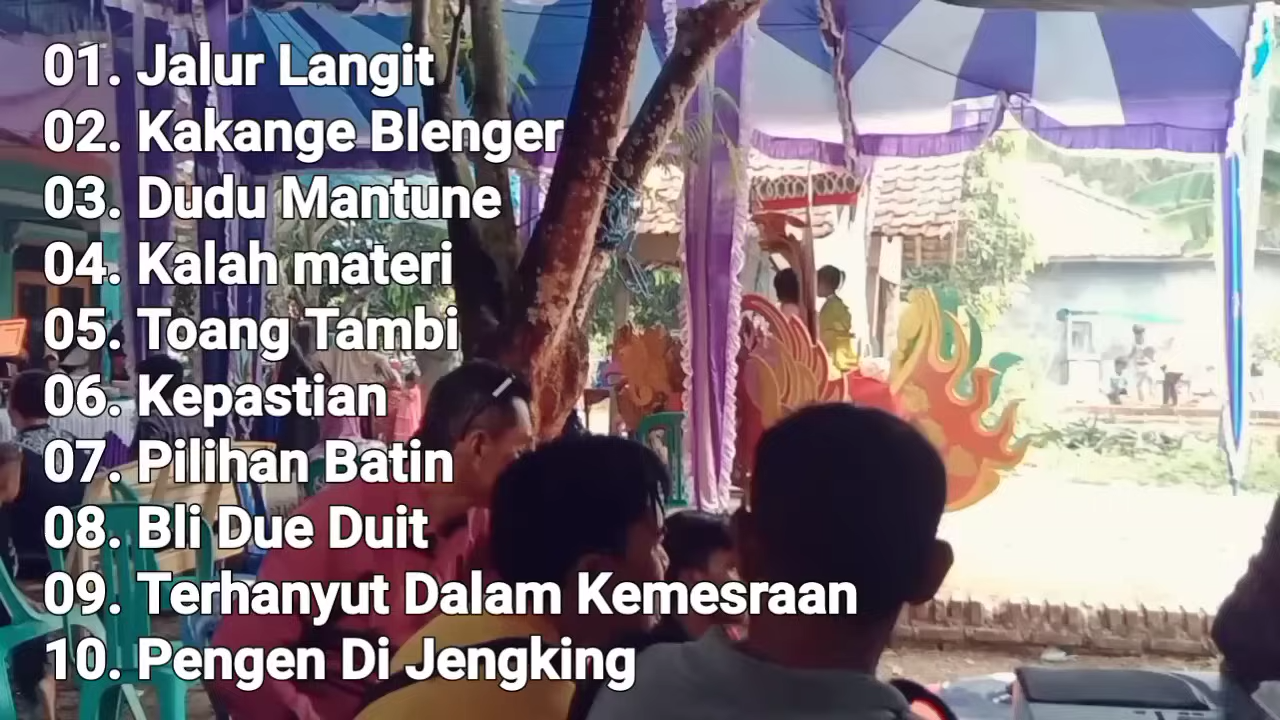 01. Jalur Langit
02. Kakange Blenger
03. Dudu Mantune
04. Kalah materi
05. Toang Tambi
06. Kepastian
07. Pilihan Batin
08. Bli Due Duit
09. Terhanyut Dalam Kemesraan
10. Pengen Di Jengking